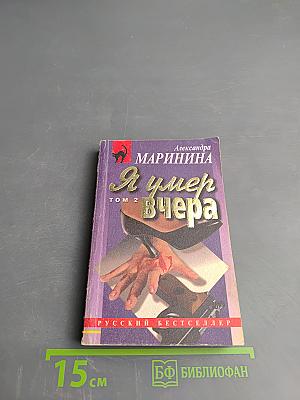 Александра
МАРИНИНА
Я умер
ТОМ 2
вчера
РУССКИЙ БЕСТСЕЛЛЕР
15 см
БФ БИБЛИОФАН